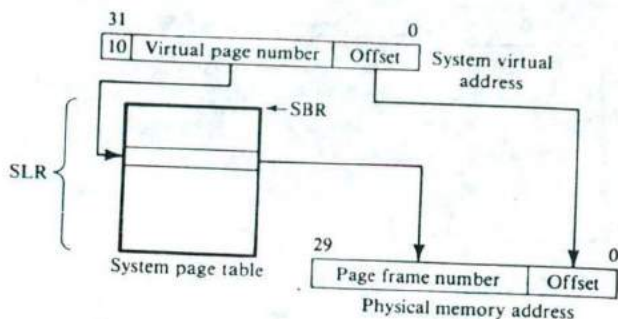 31
0
10
Virtual page number
Offset
System virtual
address
SBR
SLR
System page table
29
0
Page frame number
Offset
Physical memory address